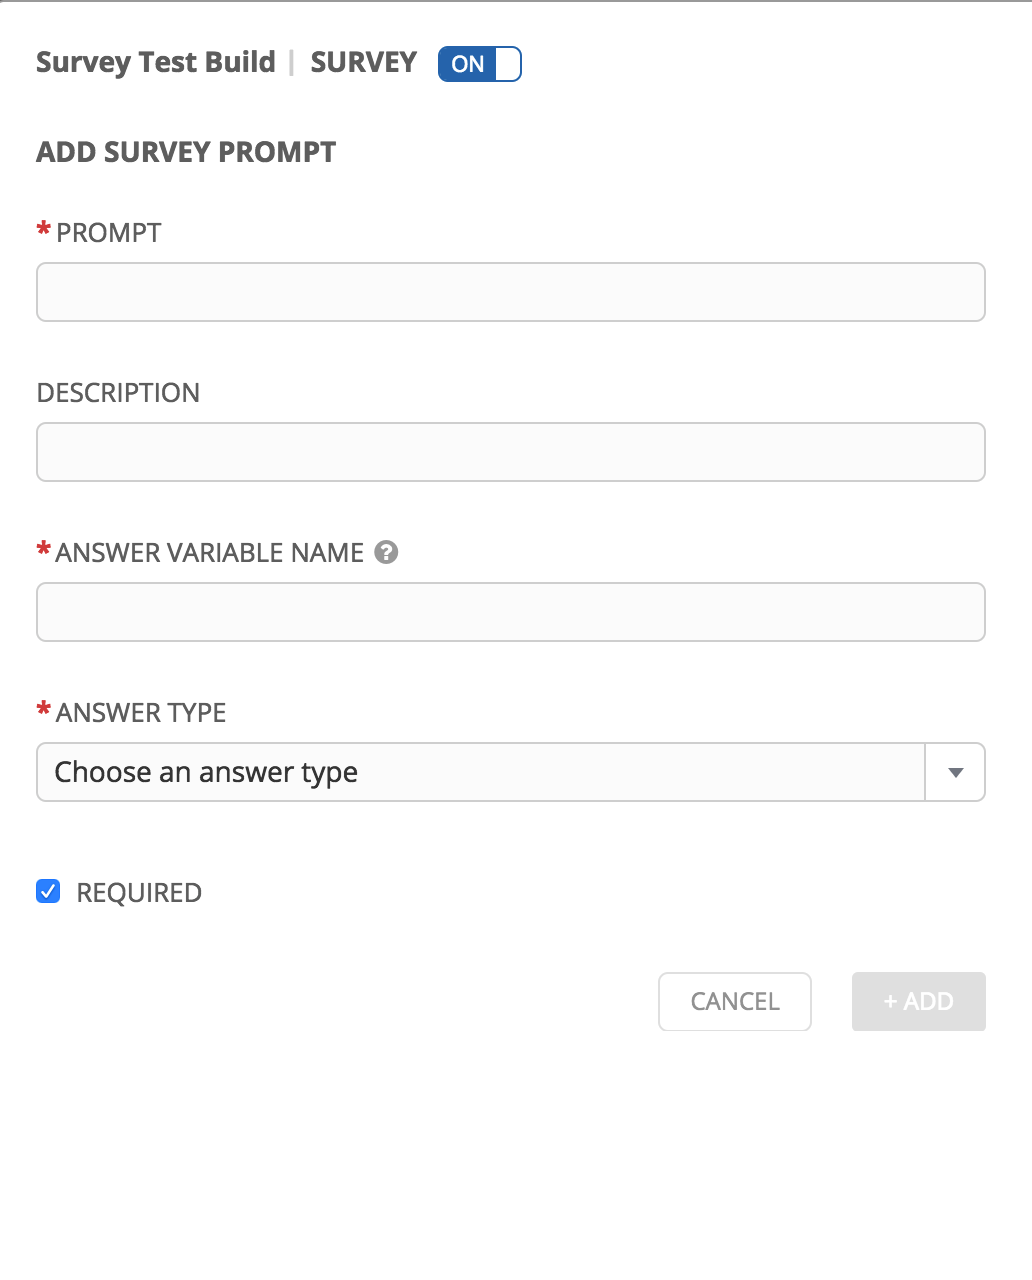 Survey Test Build | SURVEY ON
ADD SURVEY PROMPT
* PROMPT
DESCRIPTION
* ANSWER VARIABLE NAME ?
* ANSWER TYPE
Choose an answer type
REQUIRED
CANCEL + ADD